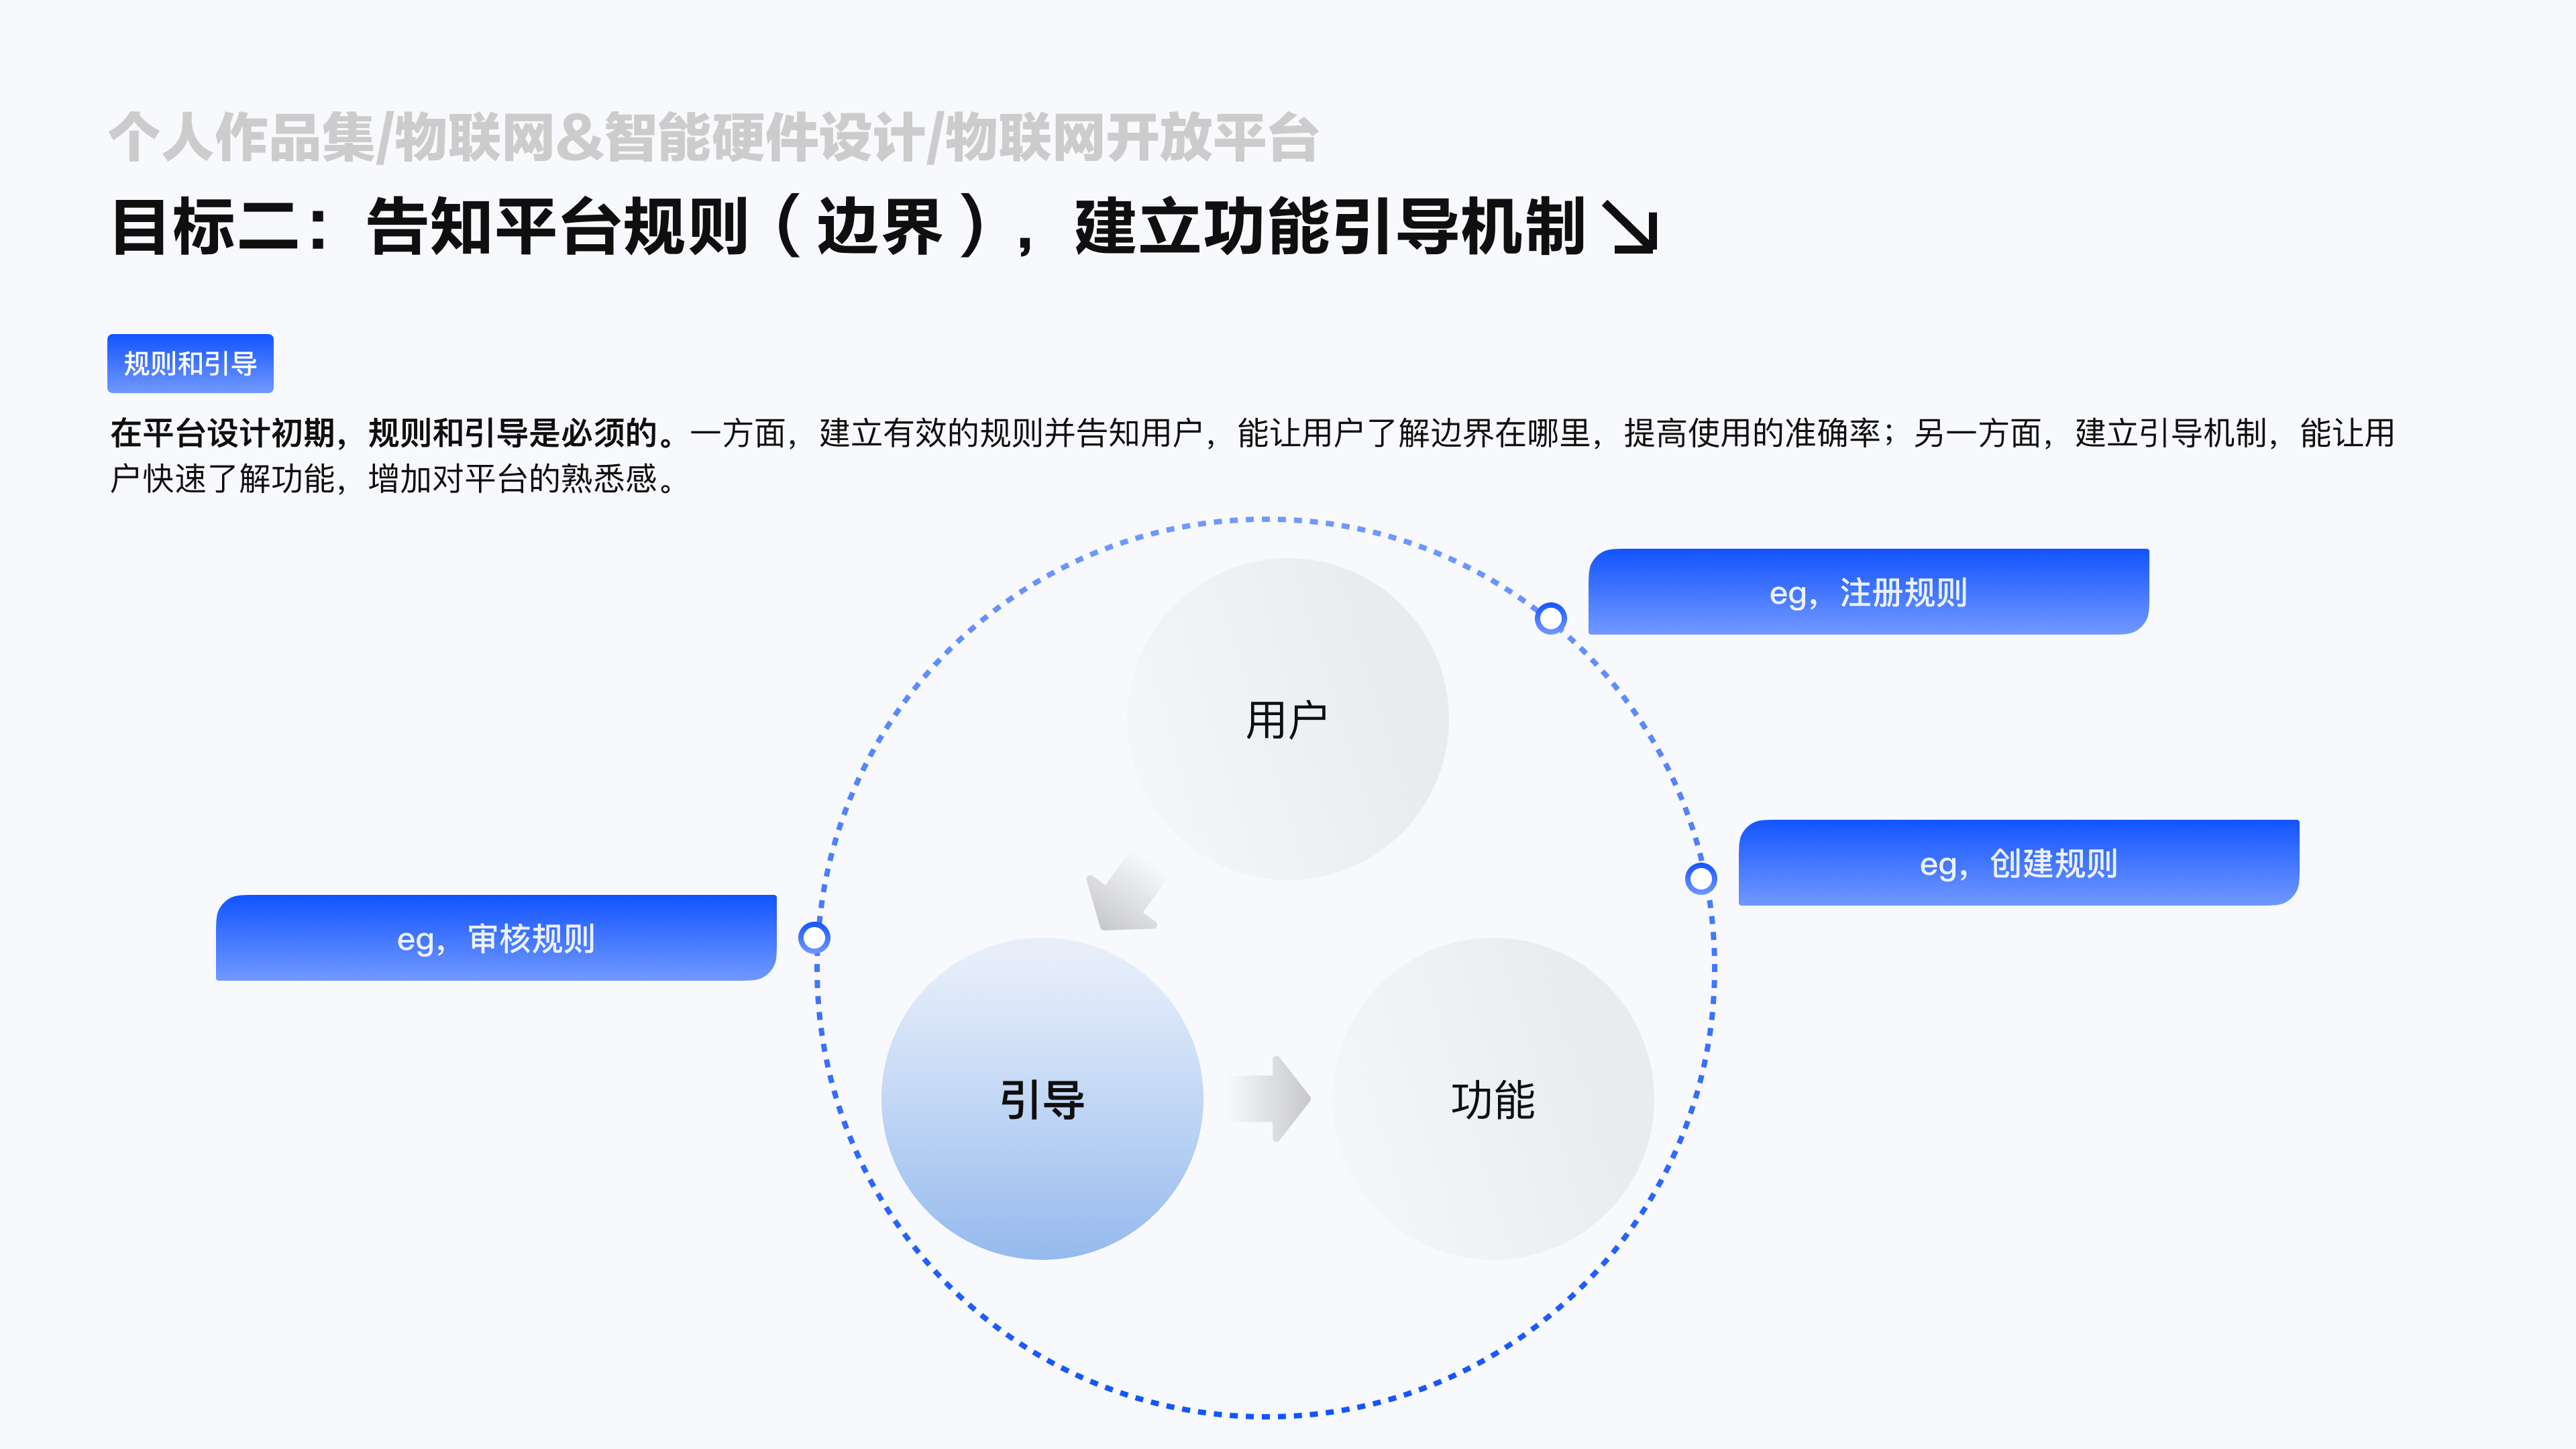 个人作品集/物联网&智能硬件设计/物联网开放平台
目标二：告知平台规则（边界），建立功能引导机制↘
规则和引导
在平台设计初期，规则和引导是必须的。一方面，建立有效的规则并告知用户，能让用户了解边界在哪里，提高使用的准确率；另一方面，建立引导机制，能让用
户快速了解功能，增加对平台的熟悉感。
eg，注册规则
用户
eg，创建规则
eg，审核规则
引导
功能